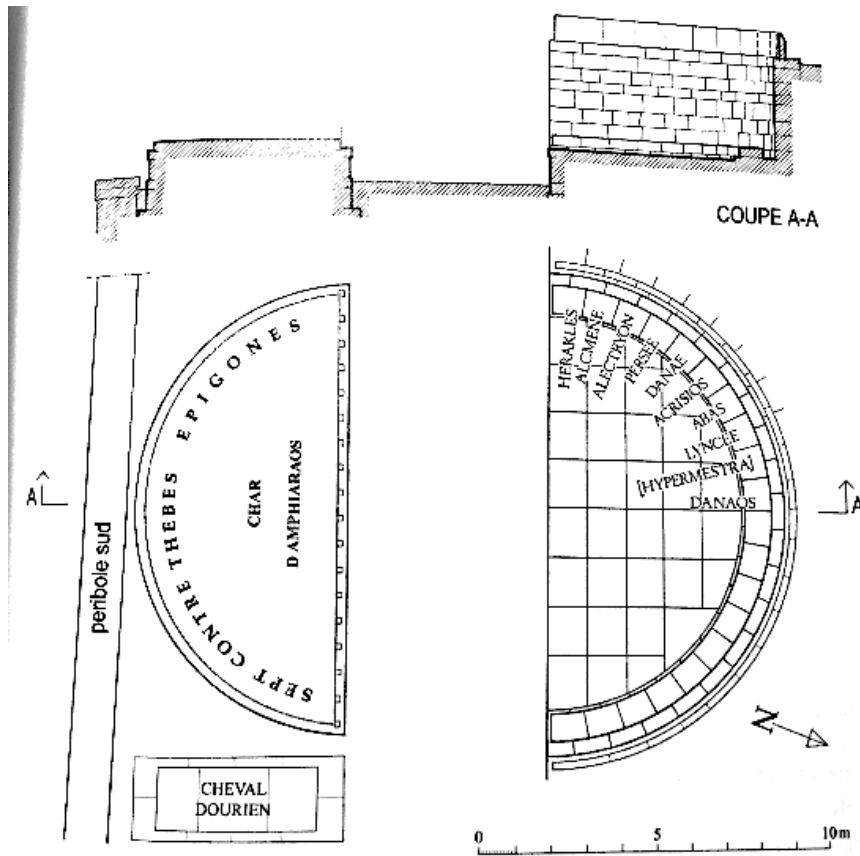 COUPE A-A
HERAKLES
ALCMENE
ALECTRYON
PERSEE
DANAE
ACRISIOS
ABAS
LYNCEE
[HYPERMESTRA]
DANAOS
EPIGONES
SEPT CONTRE THEBES
CHAR
D AMPHIARAOS
A
A
peribole sud
N
CHEVAL
DOURIEN
0 5 10m